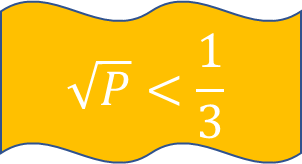 √P < 1/3